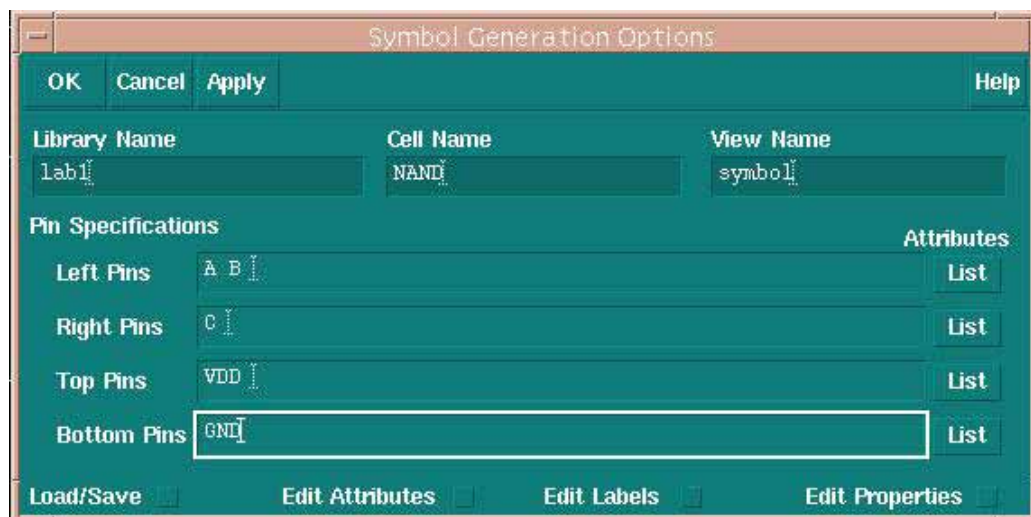 Symbol Generation Options
OK Cancel Apply Help
Library Name Cell Name View Name
lab1 NAND symbol
Pin Specifications
Attributes
Left Pins A B List
Right Pins C List
Top Pins VDD List
Bottom Pins GND List
Load/Save Edit Attributes Edit Labels Edit Properties